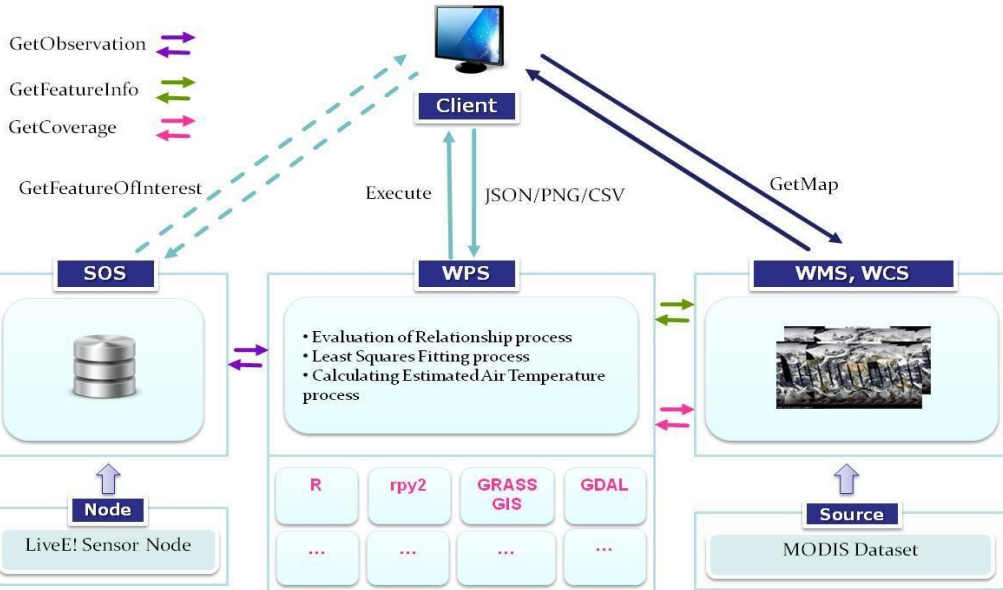 GetObservation
GetFeatureInfo
GetCoverage
Client
GetFeatureOfInterest
Execute
JSON/PNG/CSV
GetMap
SOS
WPS
WMS, WCS
• Evaluation of Relationship process
• Least Squares Fitting process
• Calculating Estimated Air Temperature
process
R
rpy2
GRASS
GIS
GDAL
...
...
...
...
Node
LiveE! Sensor Node
Source
MODIS Dataset